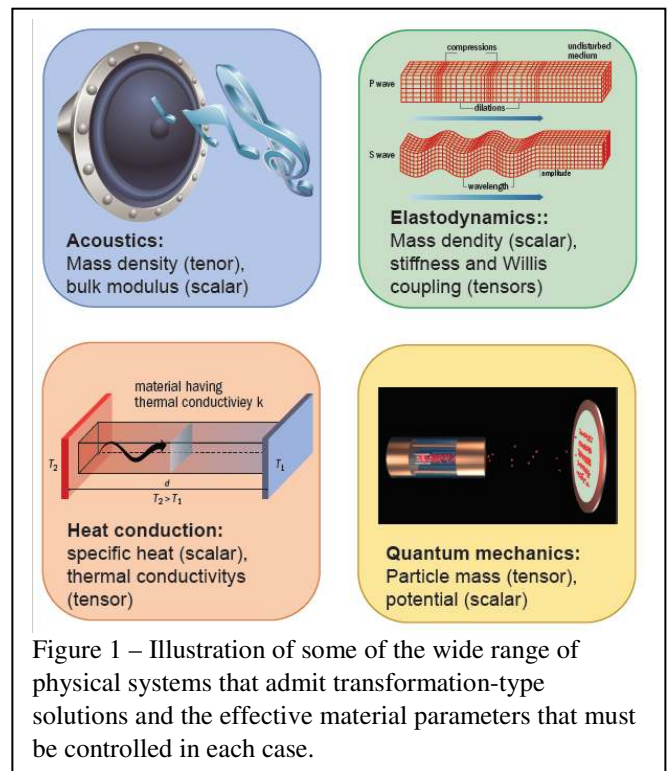 compressions
undisturbed
medium
P wave
dilations
S wave
wavelength
amplitude
Acoustics:
Mass density (tenor),
bulk modulus (scalar)
Elastodynamics::
Mass dendity (scalar),
stiffness and Willis
coupling (tensors)
material having
thermal conductiviey k
T2
T1
d
T2 > T1
Heat conduction:
specific heat (scalar),
thermal conductivitys
(tensor)
Quantum mechanics:
Particle mass (tensor),
potential (scalar)
Figure 1 – Illustration of some of the wide range of
physical systems that admit transformation-type
solutions and the effective material parameters that must
be controlled in each case.